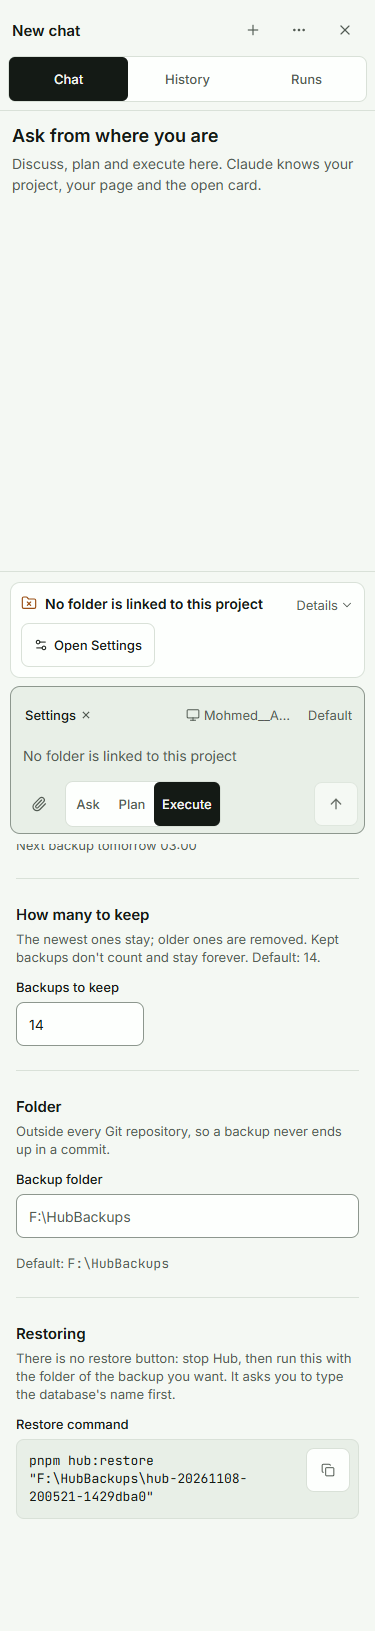 New chat
Chat
History
Runs
Ask from where you are
Discuss, plan and execute here. Claude knows your
project, your page and the open card.
No folder is linked to this project
Details
Open Settings
Settings
Mohmed__A...
Default
No folder is linked to this project
Ask
Plan
Execute
Next backup tomorrow 03:00
How many to keep
The newest ones stay; older ones are removed. Kept
backups don't count and stay forever. Default: 14.
Backups to keep
14
Folder
Outside every Git repository, so a backup never ends
up in a commit.
Backup folder
F:\HubBackups
Default: F:\HubBackups
Restoring
There is no restore button: stop Hub, then run this with
the folder of the backup you want. It asks you to type
the database's name first.
Restore command
pnpm hub:restore
"F:\HubBackups\hub-20261108-
200521-1429dba0"